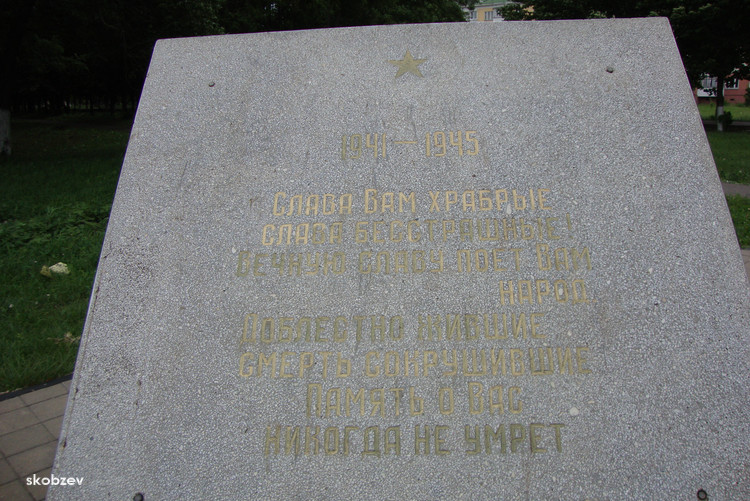 1941 — 1945
Слава Вам храбрые
слава бесстрашные!
Вечную славу поет Вам
народ.
Доблестно жившие
смерть сокрушившие
Память о Вас
никогда не умрет
skobzev